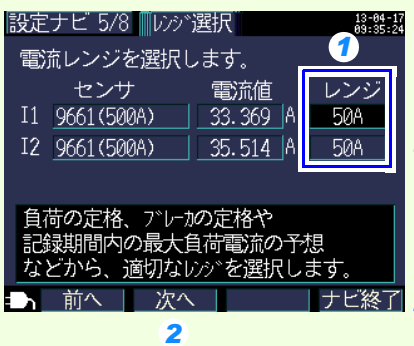 設定ナビ 5/8 ﾚﾝｼﾞ選択 13-04-17
09:35:24
1
電流レンジを選択します。
センサ 電流値 レンジ
I1 9661(500A) 33.369 A 50A
I2 9661(500A) 35.514 A 50A
負荷の定格、ﾌﾞﾚｰｶの定格や
記録期間内の最大負荷電流の予想
などから、適切なﾚﾝｼﾞを選択します。
前へ 次へ ナビ終了
2